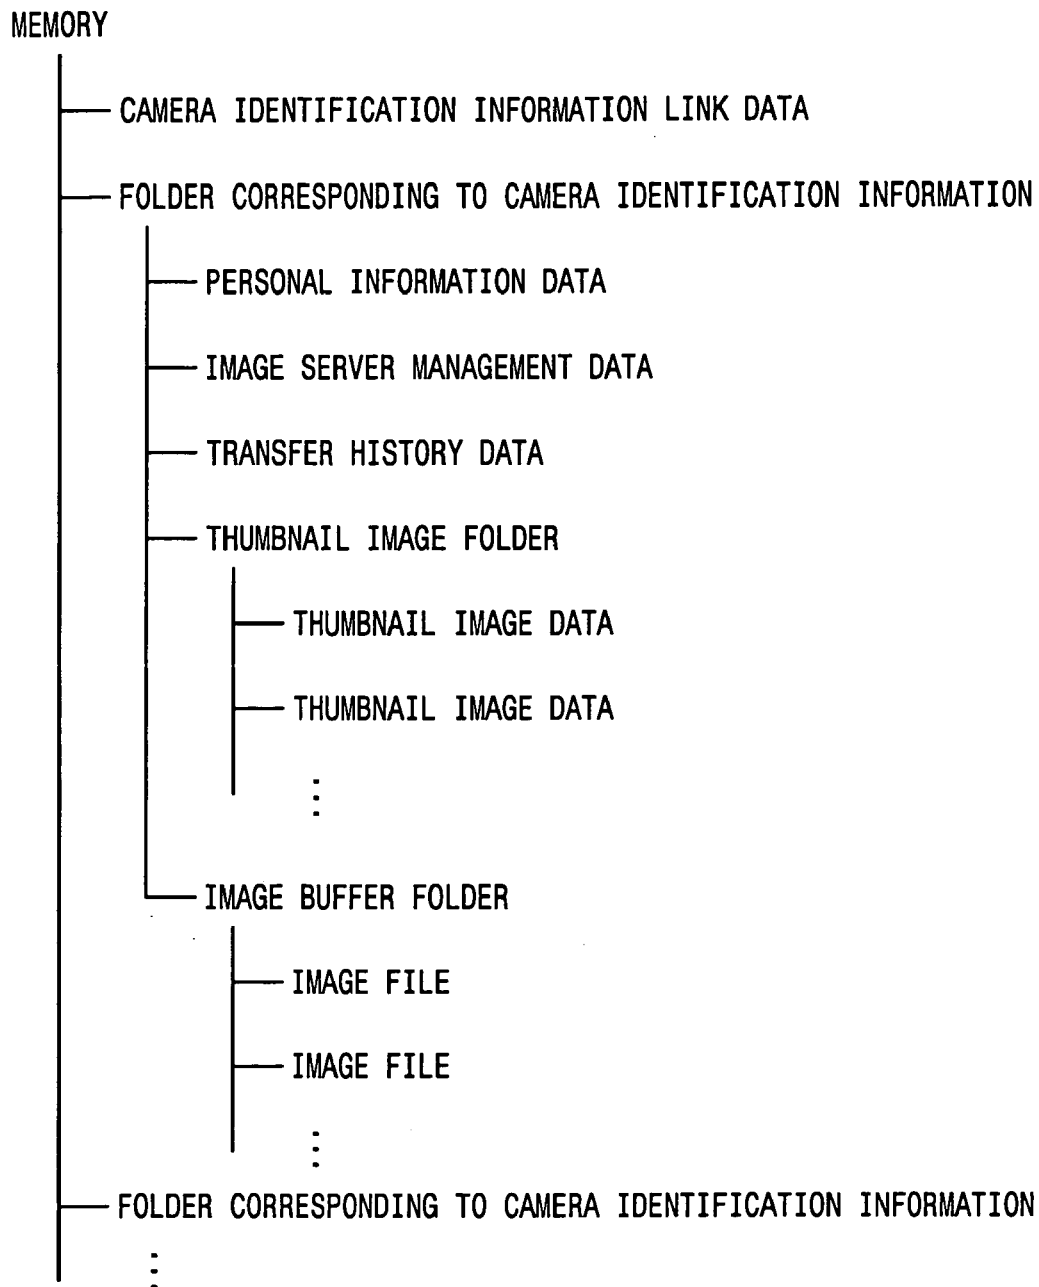 MEMORY
CAMERA IDENTIFICATION INFORMATION LINK DATA
FOLDER CORRESPONDING TO CAMERA IDENTIFICATION INFORMATION
PERSONAL INFORMATION DATA
IMAGE SERVER MANAGEMENT DATA
TRANSFER HISTORY DATA
THUMBNAIL IMAGE FOLDER
THUMBNAIL IMAGE DATA
THUMBNAIL IMAGE DATA
IMAGE BUFFER FOLDER
IMAGE FILE
IMAGE FILE
FOLDER CORRESPONDING TO CAMERA IDENTIFICATION INFORMATION